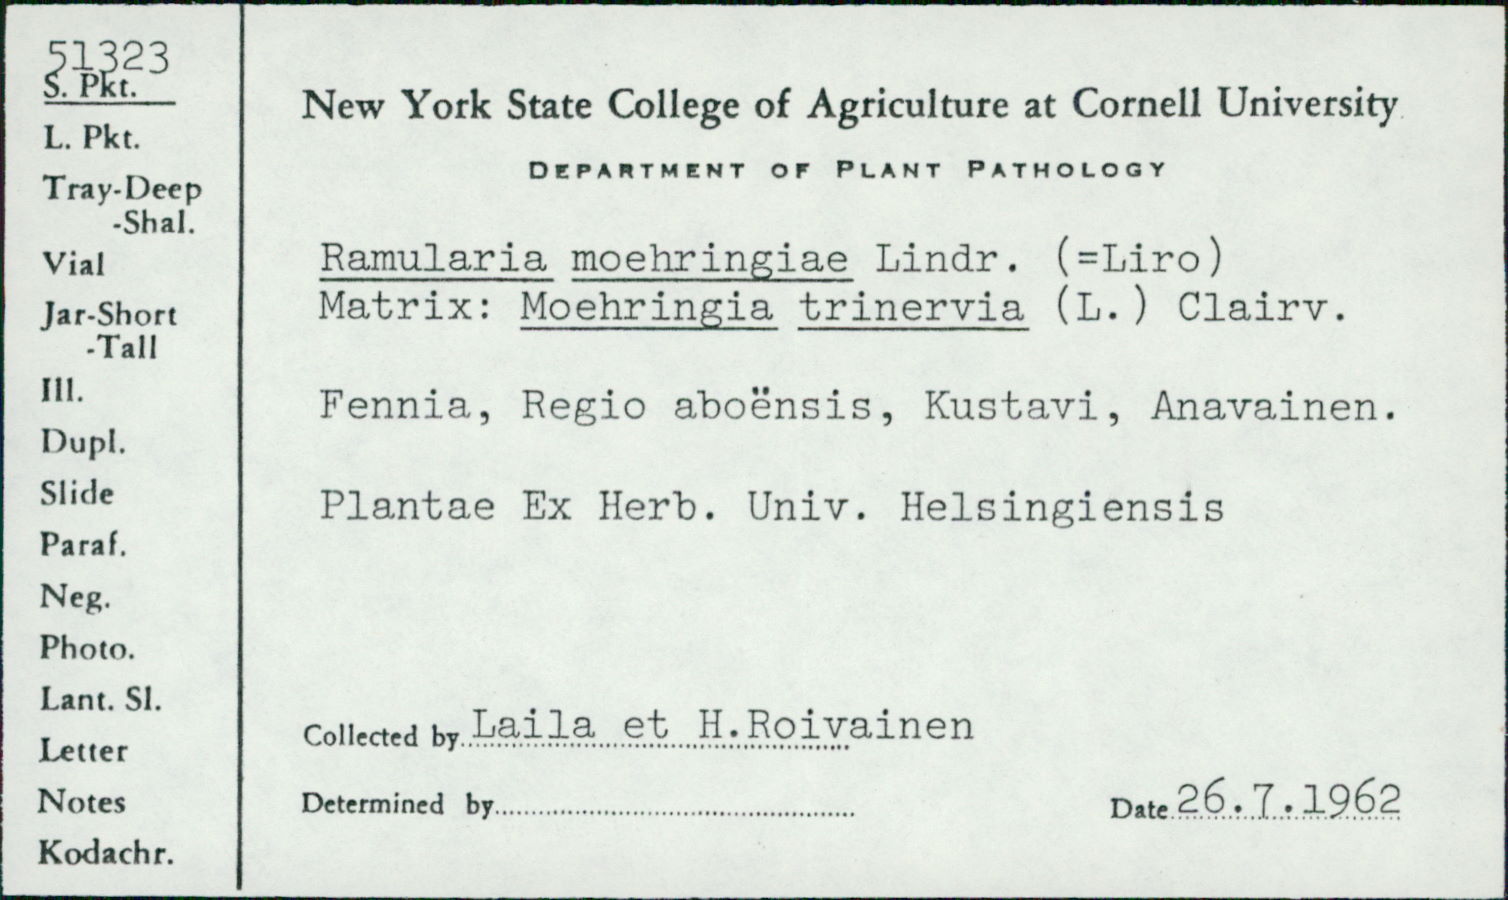 51323
S. Pkt.
L. Pkt.
Tray-Deep
-Shal.
Vial
Jar-Short
-Tall
Ill.
Dupl.
Slide
Paraf.
Neg.
Photo.
Lant. Sl.
Letter
Notes
Kodachr.
New York State College of Agriculture at Cornell University
DEPARTMENT OF PLANT PATHOLOGY
Ramularia moehringiae Lindr. (=Liro)
Matrix: Moehringia trinervia (L.) Clairv.
Fennia, Regio aboënsis, Kustavi, Anavainen.
Plantae Ex Herb. Univ. Helsingiensis
Collected by Laila et H.Roivainen
Determined by
Date 26.7.1962